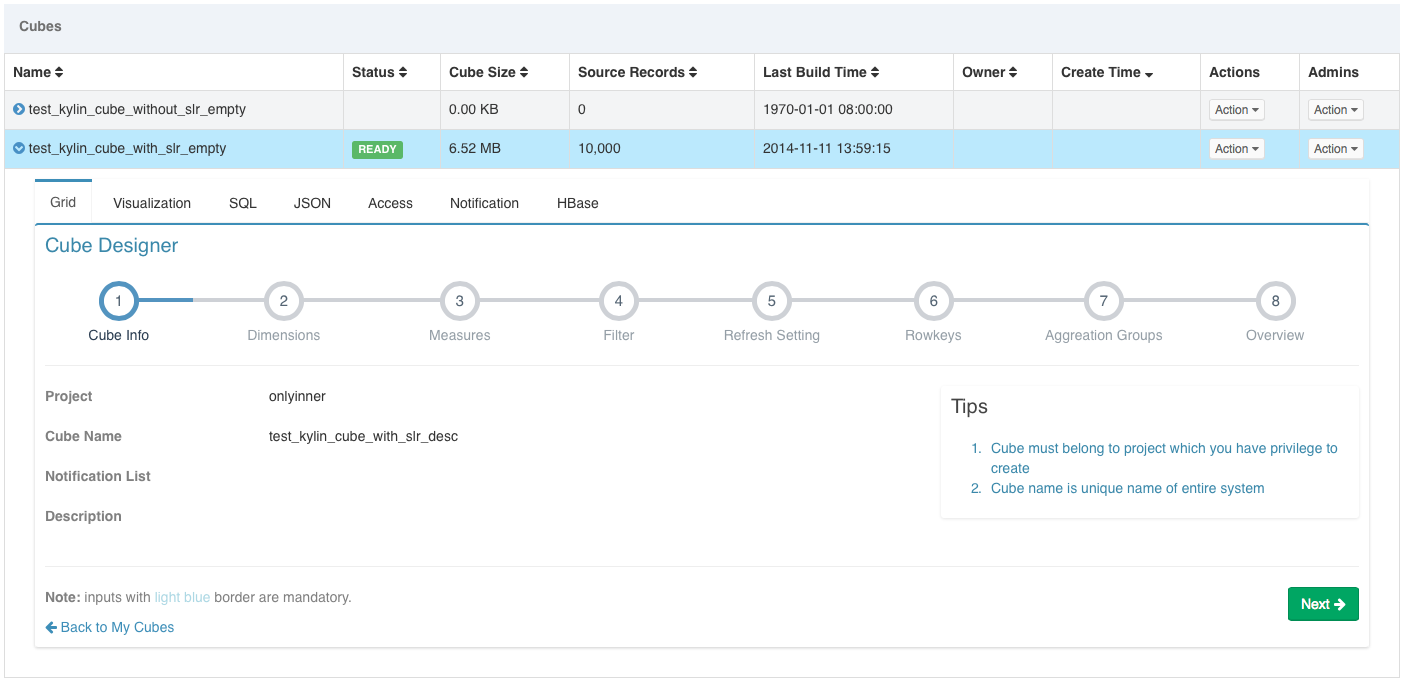 Cubes
Name Status Cube Size Source Records Last Build Time Owner Create Time Actions Admins
test_kylin_cube_without_slr_empty 0.00 KB 0 1970-01-01 08:00:00 Action Action
test_kylin_cube_with_slr_empty READY 6.52 MB 10,000 2014-11-11 13:59:15 Action Action
Grid Visualization SQL JSON Access Notification HBase
Cube Designer
1 2 3 4 5 6 7 8
Cube Info Dimensions Measures Filter Refresh Setting Rowkeys Aggreation Groups Overview
Project onlyinner
Cube Name test_kylin_cube_with_slr_desc
Notification List
Description
Tips
1. Cube must belong to project which you have privilege to
create
2. Cube name is unique name of entire system
Note: inputs with light blue border are mandatory.
Next
Back to My Cubes